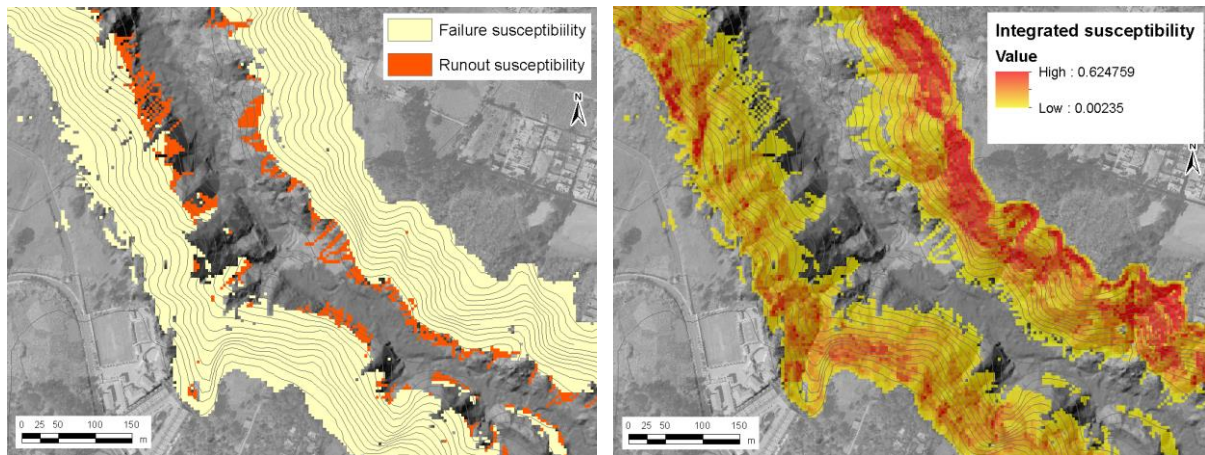 Failure susceptibiility
Runout susceptibility
N
0 25 50 100 150
m
Integrated susceptibility
Value
High : 0.624759
Low : 0.00235
N
0 25 50 100 150
m